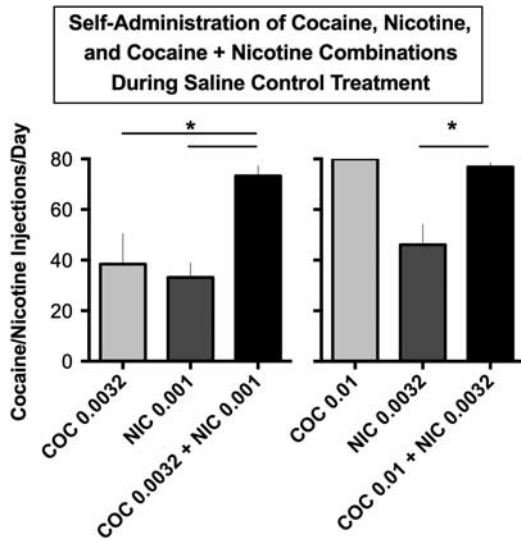 Self-Administration of Cocaine, Nicotine,
and Cocaine + Nicotine Combinations
During Saline Control Treatment
*
*
Cocaine/Nicotine Injections/Day
80
60
40
20
0
COC 0.0032
NIC 0.001
COC 0.0032 + NIC 0.001
COC 0.01
NIC 0.0032
COC 0.01 + NIC 0.0032